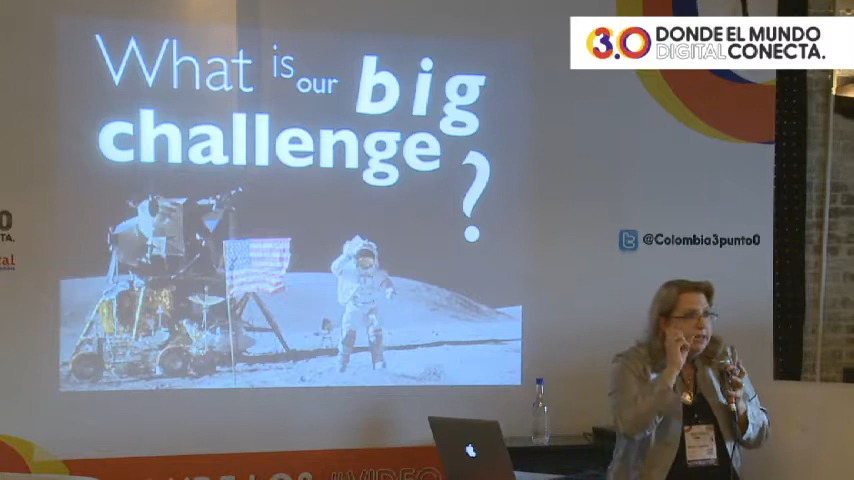 What is our big
challenge
?
3.0 DONDE EL MUNDO
DIGITAL CONECTA.
@Colombia3punto0